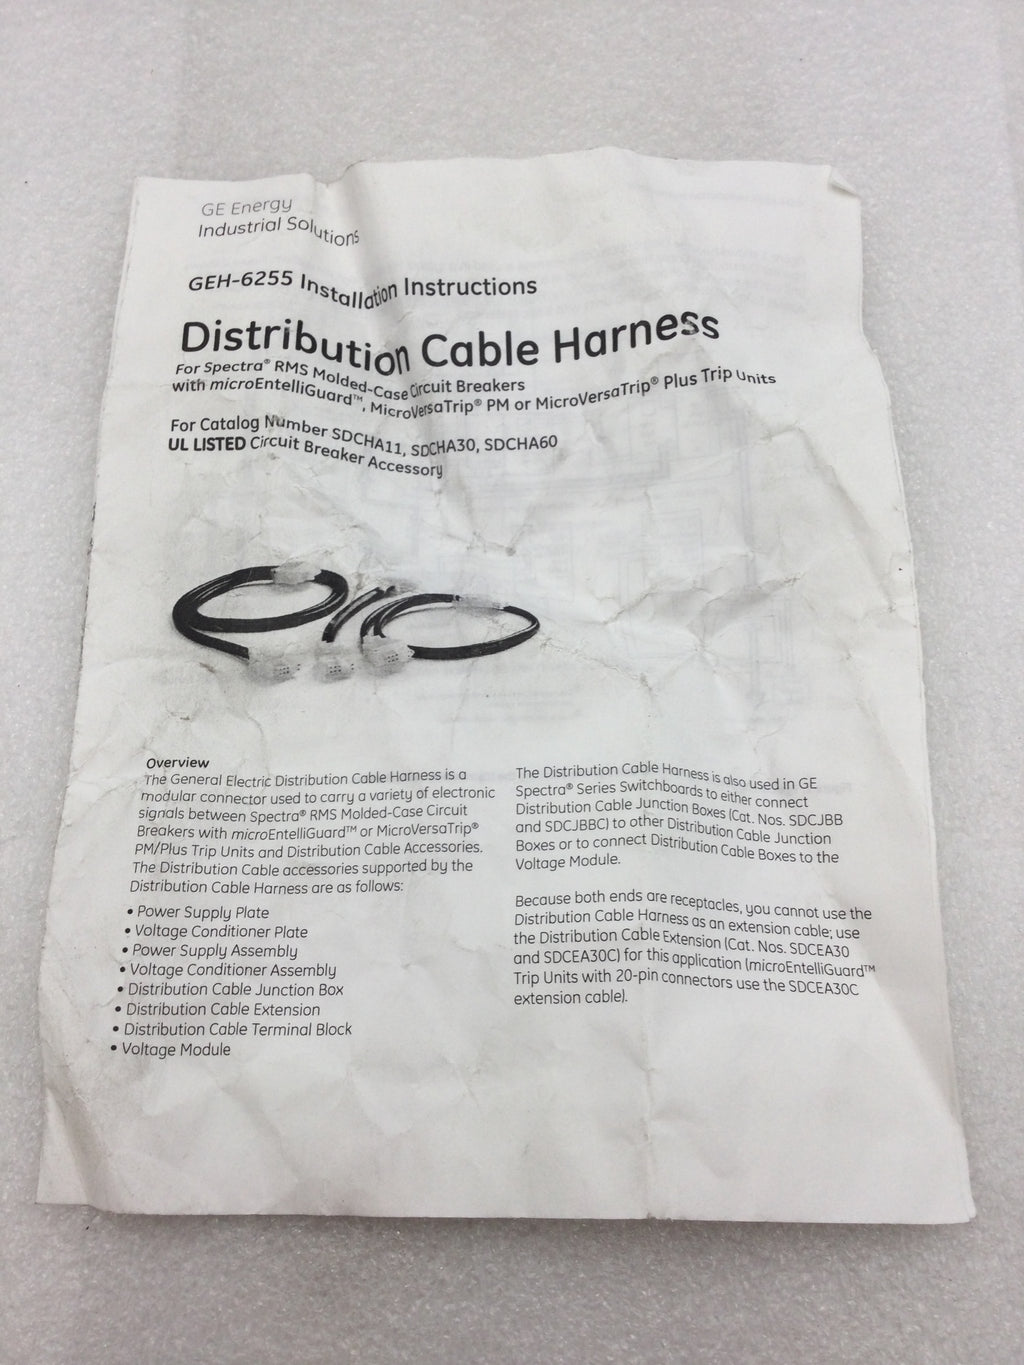 GE Energy
Industrial Solutions
GEH-6255 Installation Instructions
Distribution Cable Harness
For Spectra® RMS Molded-Case Circuit Breakers
with microEntelliGuard™, MicroVersaTrip® PM or MicroVersaTrip® Plus Trip Units
For Catalog Number SDCHA11, SDCHA30, SDCHA60
UL LISTED Circuit Breaker Accessory
Overview
The General Electric Distribution Cable Harness is a
modular connector used to carry a variety of electronic
signals between Spectra® RMS Molded-Case Circuit
Breakers with microEntelliGuard™ or MicroVersaTrip®
PM/Plus Trip Units and Distribution Cable Accessories.
The Distribution Cable accessories supported by the
Distribution Cable Harness are as follows:
• Power Supply Plate
• Voltage Conditioner Plate
• Power Supply Assembly
• Voltage Conditioner Assembly
• Distribution Cable Junction Box
• Distribution Cable Extension
• Distribution Cable Terminal Block
• Voltage Module
The Distribution Cable Harness is also used in GE
Spectra® Series Switchboards to either connect
Distribution Cable Junction Boxes (Cat. Nos. SDCJBB
and SDCJBBC) to other Distribution Cable Junction
Boxes or to connect Distribution Cable Boxes to the
Voltage Module.
Because both ends are receptacles, you cannot use the
Distribution Cable Harness as an extension cable; use
the Distribution Cable Extension (Cat. Nos. SDCEA30
and SDCEA30C) for this application (microEntelliGuard™
Trip Units with 20-pin connectors use the SDCEA30C
extension cable).